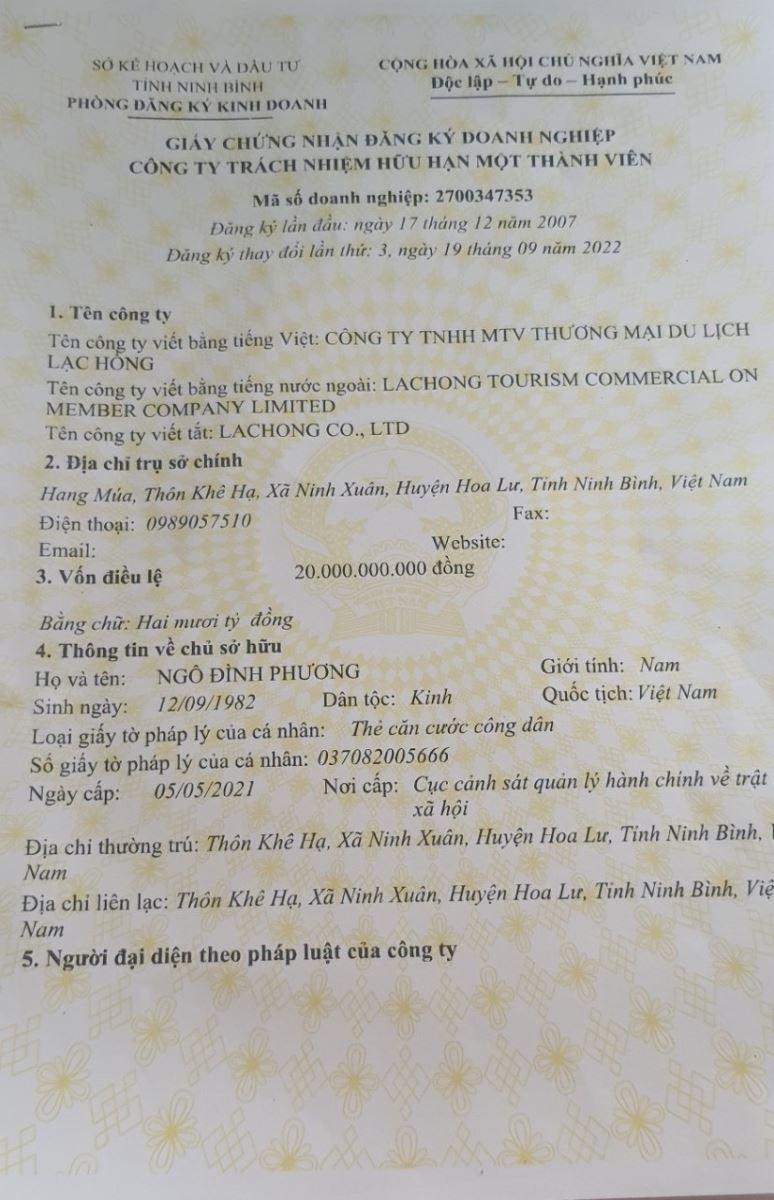 SỞ KẾ HOẠCH VÀ ĐẦU TƯ
TỈNH NINH BÌNH
PHÒNG ĐĂNG KÝ KINH DOANH
CỘNG HÒA XÃ HỘI CHỦ NGHĨA VIỆT NAM
Độc lập – Tự do – Hạnh phúc
GIẤY CHỨNG NHẬN ĐĂNG KÝ DOANH NGHIỆP
CÔNG TY TRÁCH NHIỆM HỮU HẠN MỘT THÀNH VIÊN
Mã số doanh nghiệp: 2700347353
Đăng ký lần đầu: ngày 17 tháng 12 năm 2007
Đăng ký thay đổi lần thứ: 3, ngày 19 tháng 09 năm 2022
1. Tên công ty
Tên công ty viết bằng tiếng Việt: CÔNG TY TNHH MTV THƯƠNG MẠI DU LỊCH
LẠC HỒNG
Tên công ty viết bằng tiếng nước ngoài: LACHONG TOURISM COMMERCIAL ON
MEMBER COMPANY LIMITED
Tên công ty viết tắt: LACHONG CO., LTD
2. Địa chỉ trụ sở chính
Hang Múa, Thôn Khê Hạ, Xã Ninh Xuân, Huyện Hoa Lư, Tỉnh Ninh Bình, Việt Nam
Điện thoại: 0989057510 Fax:
Email: Website:
3. Vốn điều lệ 20.000.000.000 đồng
Bằng chữ: Hai mươi tỷ đồng
4. Thông tin về chủ sở hữu
Họ và tên: NGÔ ĐÌNH PHƯƠNG Giới tính: Nam
Sinh ngày: 12/09/1982 Dân tộc: Kinh Quốc tịch: Việt Nam
Loại giấy tờ pháp lý của cá nhân: Thẻ căn cước công dân
Số giấy tờ pháp lý của cá nhân: 037082005666
Ngày cấp: 05/05/2021 Nơi cấp: Cục cảnh sát quản lý hành chính về trật
xã hội
Địa chỉ thường trú: Thôn Khê Hạ, Xã Ninh Xuân, Huyện Hoa Lư, Tỉnh Ninh Bình,
Nam
Địa chỉ liên lạc: Thôn Khê Hạ, Xã Ninh Xuân, Huyện Hoa Lư, Tỉnh Ninh Bình, Việ
Nam
5. Người đại diện theo pháp luật của công ty